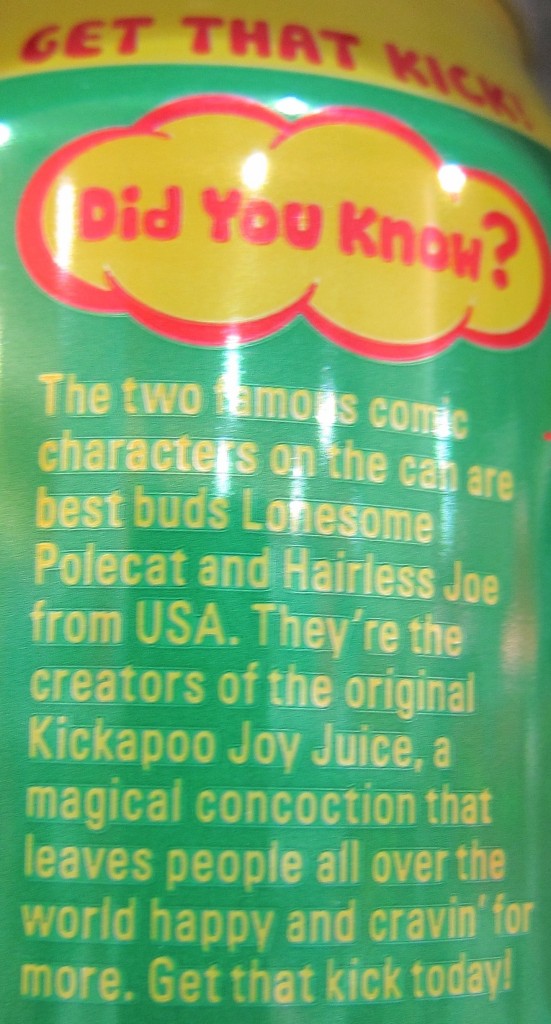 GET THAT KICK!
Did You Know?
The two famous comic
characters on the can are
best buds Lonesome
Polecat and Hairless Joe
from USA. They're the
creators of the original
Kickapoo Joy Juice, a
magical concoction that
leaves people all over the
world happy and cravin' for
more. Get that kick today!